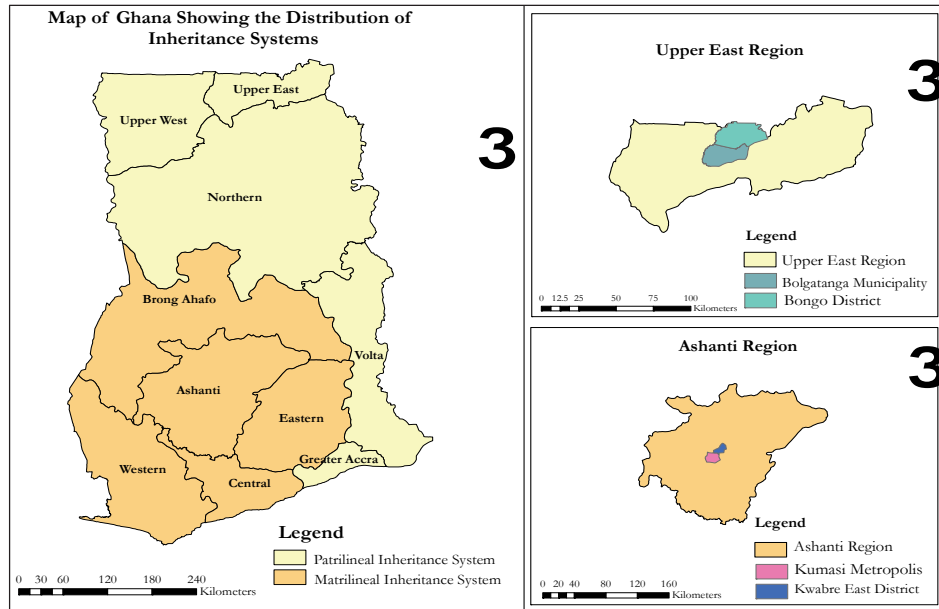 Map of Ghana Showing the Distribution of
Inheritance Systems
3
Upper East
Upper West
Northern
Brong Ahafo
Volta
Ashanti
Eastern
Greater Accra
Western
Central
Legend
Patrilineal Inheritance System
Matrilineal Inheritance System
0 30 60 120 180 240
Kilometers
Upper East Region
3
Legend
Upper East Region
Bolgatanga Municipality
Bongo District
0 12.5 25 50 75 100
Kilometers
Ashanti Region
3
Legend
Ashanti Region
Kumasi Metropolis
Kwabre East District
0 20 40 80 120 160
Kilometers